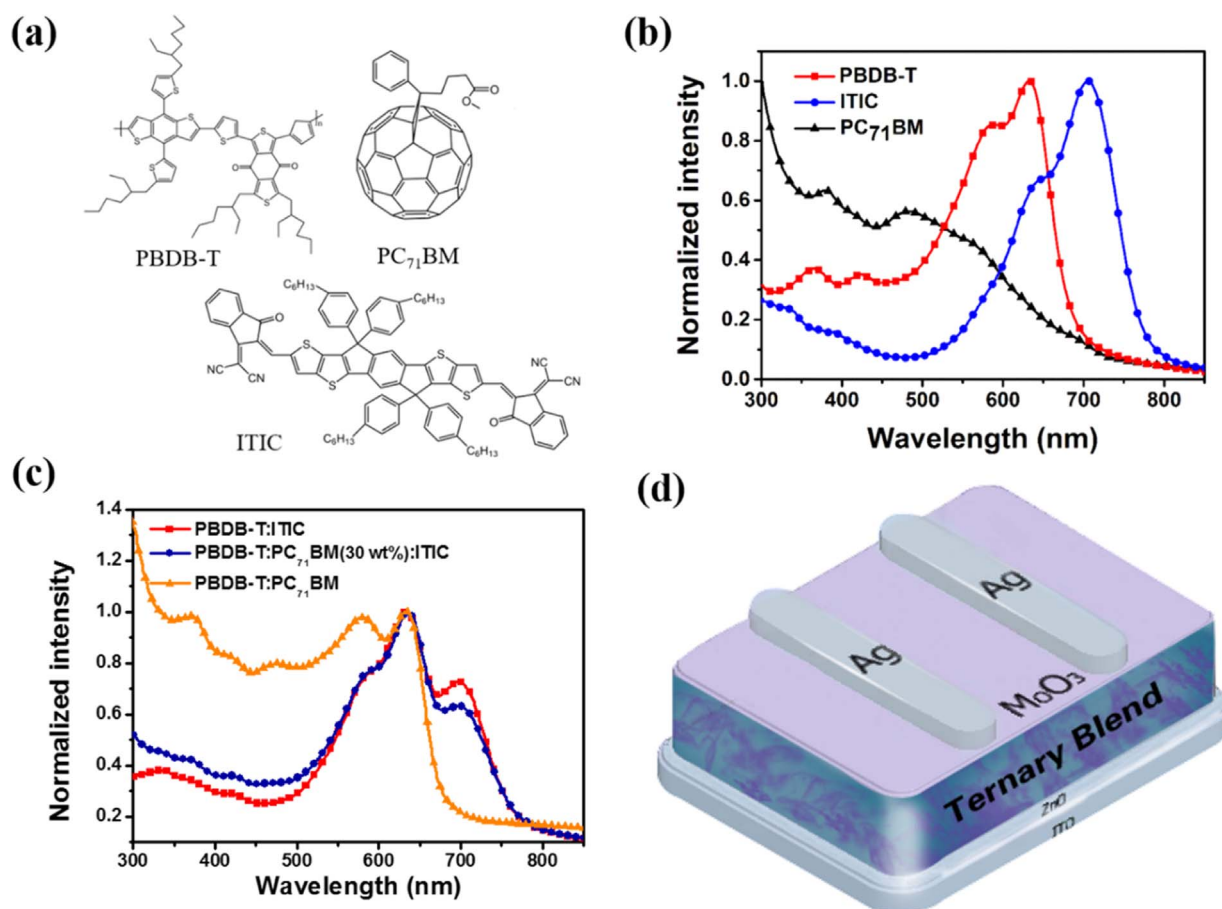 (a)
S
S
S
S
S
S
S
S
n
O
O
O
O
PBDB-T
PC₇₁BM
C₆H₁₃
C₆H₁₃
O
NC
CN
S
S
S
S
NC
CN
O
C₆H₁₃
C₆H₁₃
ITIC
(b)
PBDB-T
ITIC
PC₇₁BM
Normalized intensity
1.0
0.8
0.6
0.4
0.2
0.0
300 400 500 600 700 800
Wavelength (nm)
(c)
PBDB-T:ITIC
PBDB-T:PC₇₁BM(30 wt%):ITIC
PBDB-T:PC₇₁BM
Normalized intensity
1.4
1.2
1.0
0.8
0.6
0.4
0.2
300 400 500 600 700 800
Wavelength (nm)
(d)
Ag
Ag
MoO₃
Ternary Blend
ZnO
ITO